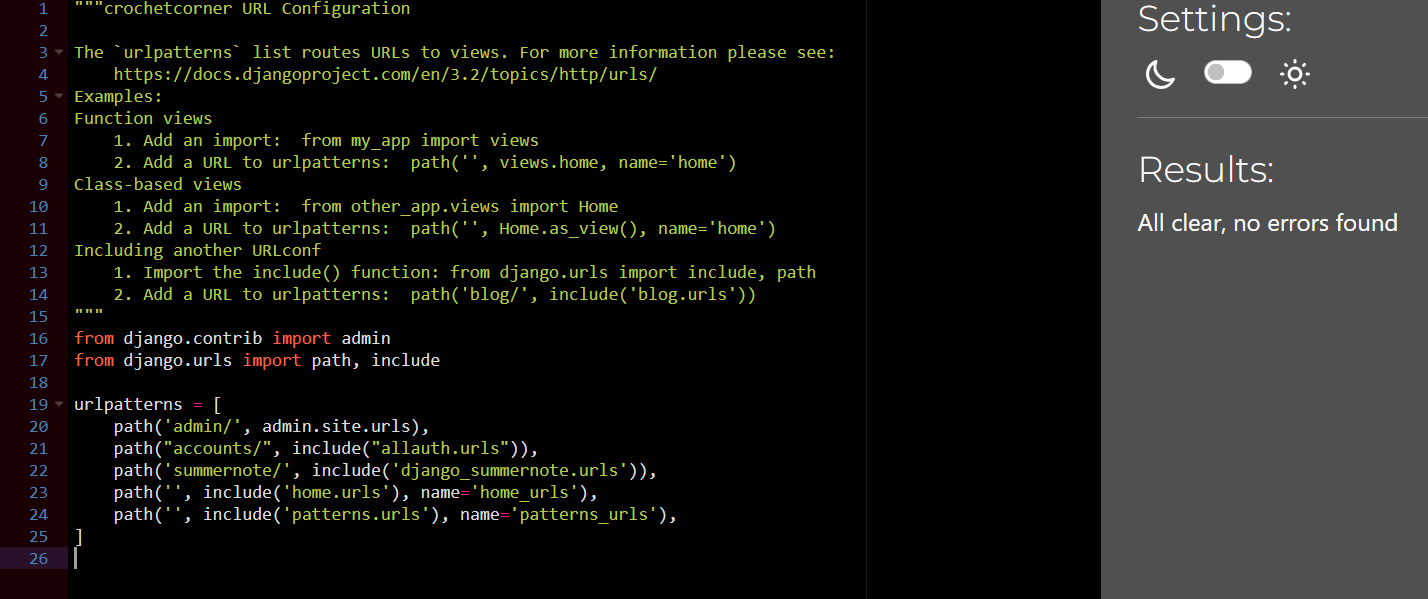 1 """crochetcorner URL Configuration
2
3 The `urlpatterns` list routes URLs to views. For more information please see:
4     https://docs.djangoproject.com/en/3.2/topics/http/urls/
5 Examples:
6 Function views
7     1. Add an import:  from my_app import views
8     2. Add a URL to urlpatterns:  path('', views.home, name='home')
9 Class-based views
10     1. Add an import:  from other_app.views import Home
11     2. Add a URL to urlpatterns:  path('', Home.as_view(), name='home')
12 Including another URLconf
13     1. Import the include() function: from django.urls import include, path
14     2. Add a URL to urlpatterns:  path('blog/', include('blog.urls'))
15 """
16 from django.contrib import admin
17 from django.urls import path, include
18
19 urlpatterns = [
20     path('admin/', admin.site.urls),
21     path("accounts/", include("allauth.urls")),
22     path('summernote/', include('django_summernote.urls')),
23     path('', include('home.urls'), name='home_urls'),
24     path('', include('patterns.urls'), name='patterns_urls'),
25 ]
26
Settings:
Results:
All clear, no errors found